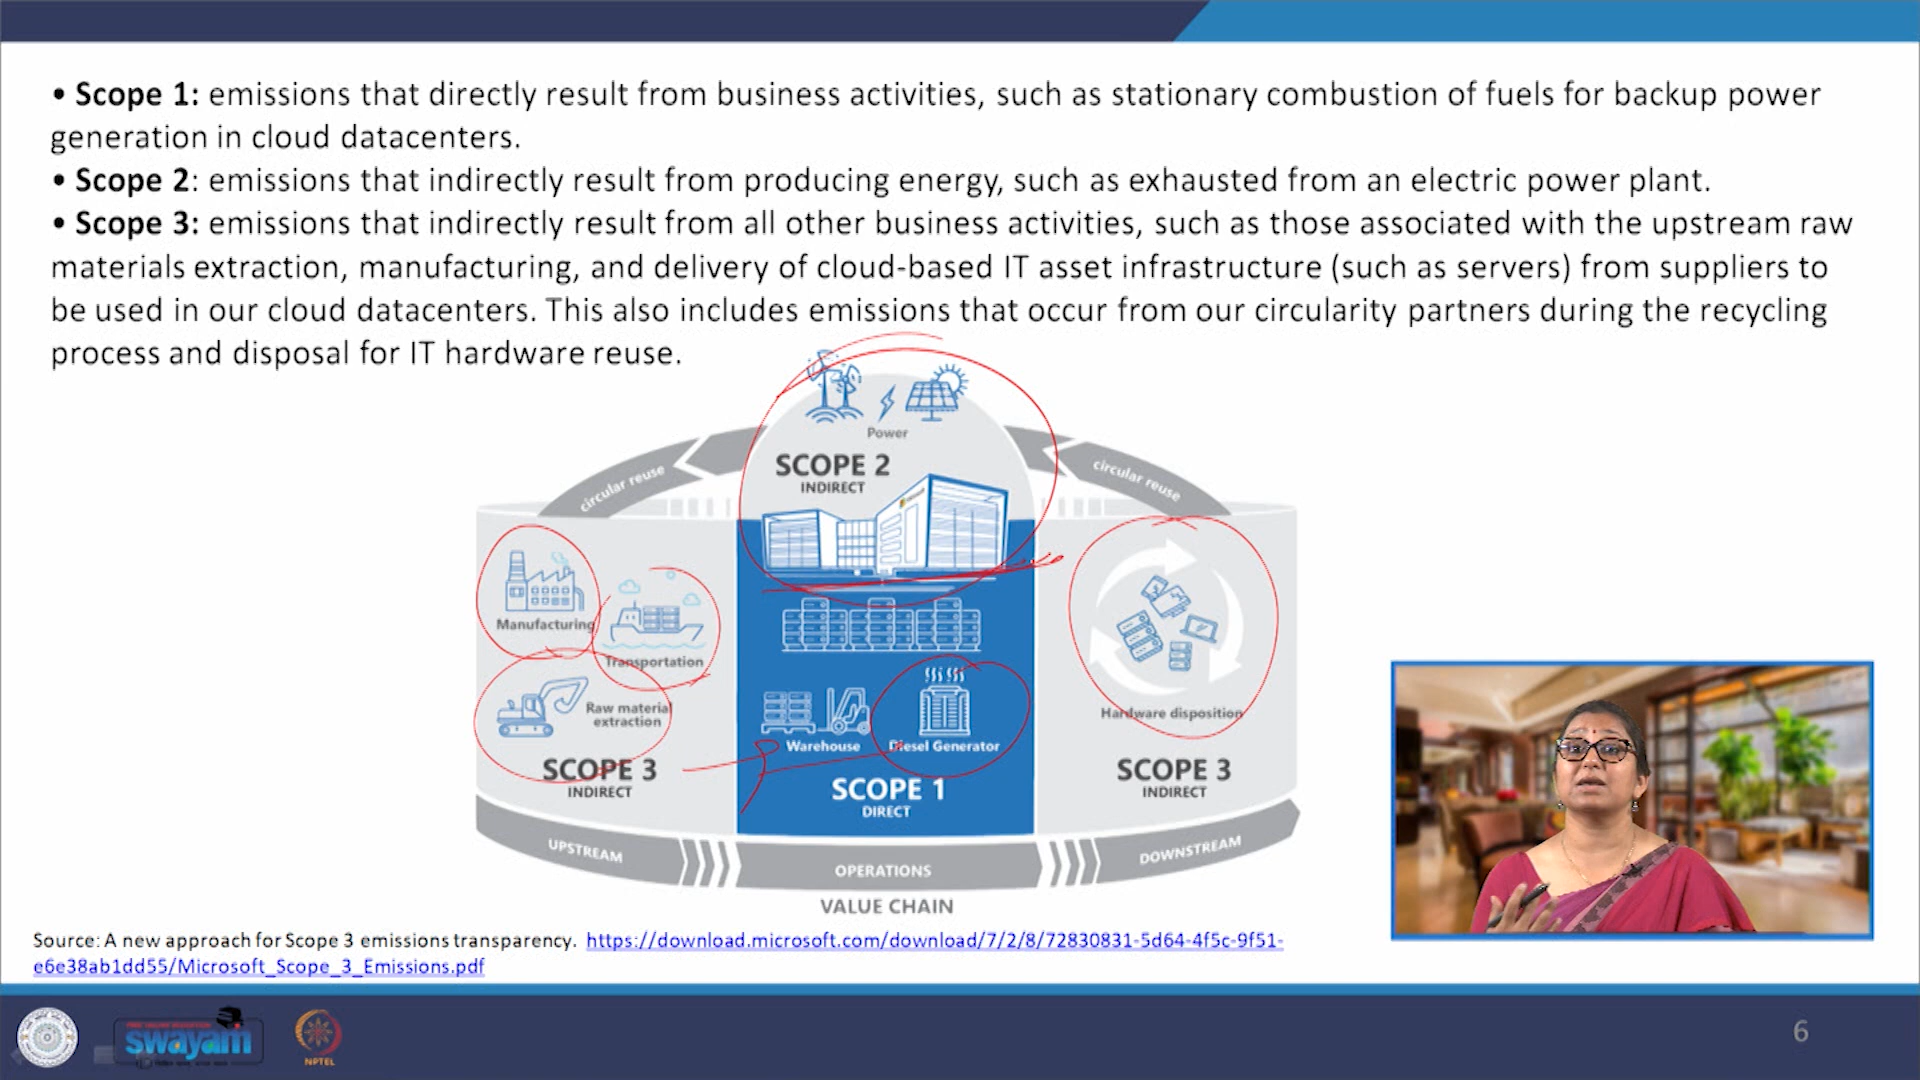 • Scope 1: emissions that directly result from business activities, such as stationary combustion of fuels for backup power
generation in cloud datacenters.
• Scope 2: emissions that indirectly result from producing energy, such as exhausted from an electric power plant.
• Scope 3: emissions that indirectly result from all other business activities, such as those associated with the upstream raw
materials extraction, manufacturing, and delivery of cloud-based IT asset infrastructure (such as servers) from suppliers to
be used in our cloud datacenters. This also includes emissions that occur from our circularity partners during the recycling
process and disposal for IT hardware reuse.
Power
SCOPE 2
INDIRECT
circular reuse
circular reuse
Manufacturing
Transportation
Raw material
extraction
SCOPE 3
INDIRECT
Warehouse
Diesel Generator
SCOPE 1
DIRECT
Hardware disposition
SCOPE 3
INDIRECT
UPSTREAM
OPERATIONS
DOWNSTREAM
VALUE CHAIN
Source: A new approach for Scope 3 emissions transparency. https://download.microsoft.com/download/7/2/8/72830831-5d64-4f5c-9f51-
e6e38ab1dd55/Microsoft_Scope_3_Emissions.pdf
swayam
NPTEL
6